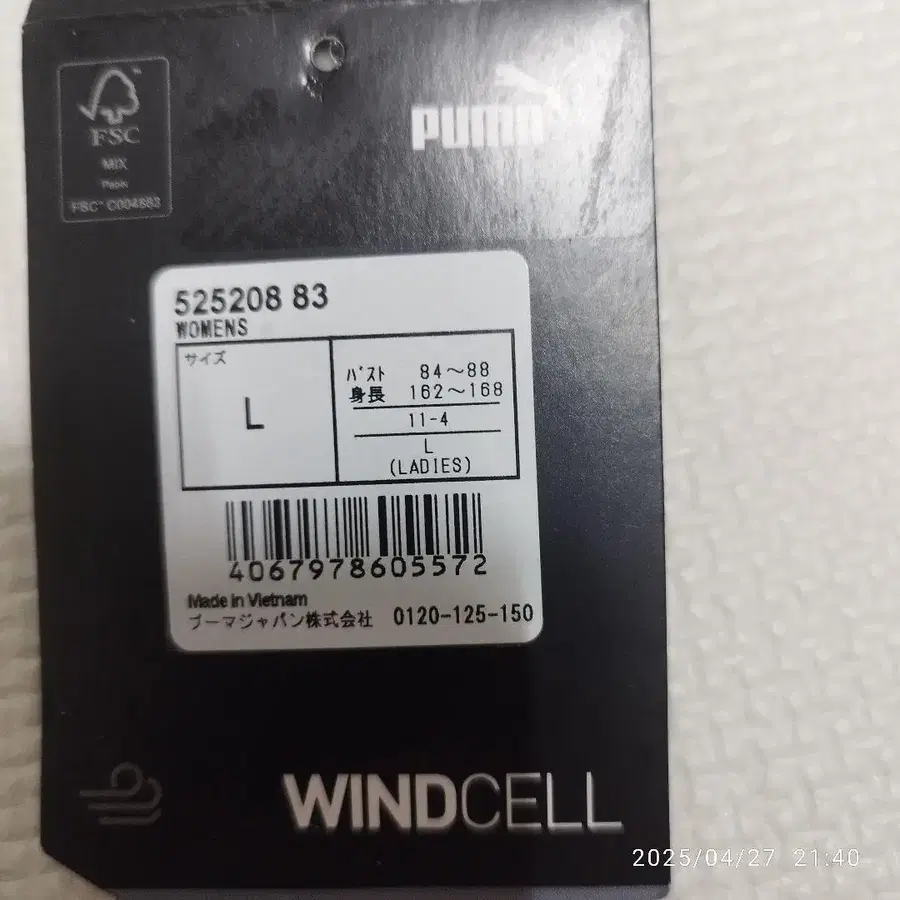 FSC
MIX
Paper
FSC® C004883
PUMA
525208 83
WOMENS
サイズ
L
バスト 84～88
身長 162～168
11-4
L
(LADIES)
4067978605572
Made in Vietnam
プーマジャパン株式会社 0120-125-150
WINDCELL
2025/04/27 21:40